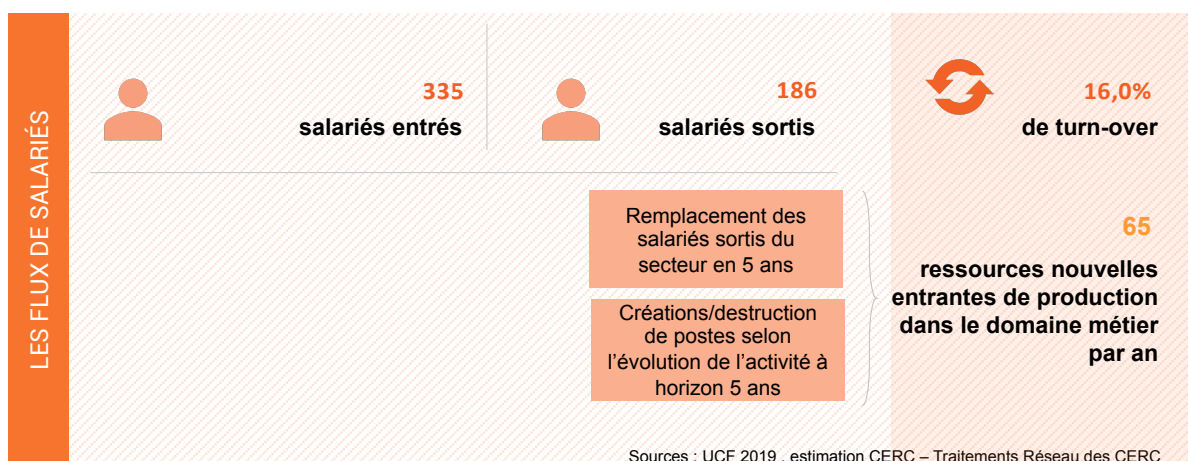 LES FLUX DE SALARIÉS
335
salariés entrés
186
salariés sortis
16,0%
de turn-over
Remplacement des
salariés sortis du
secteur en 5 ans
Créations/destruction
de postes selon
l’évolution de l’activité à
horizon 5 ans
65
ressources nouvelles
entrantes de production
dans le domaine métier
par an
Sources : UCF 2019 , estimation CERC – Traitements Réseau des CERC